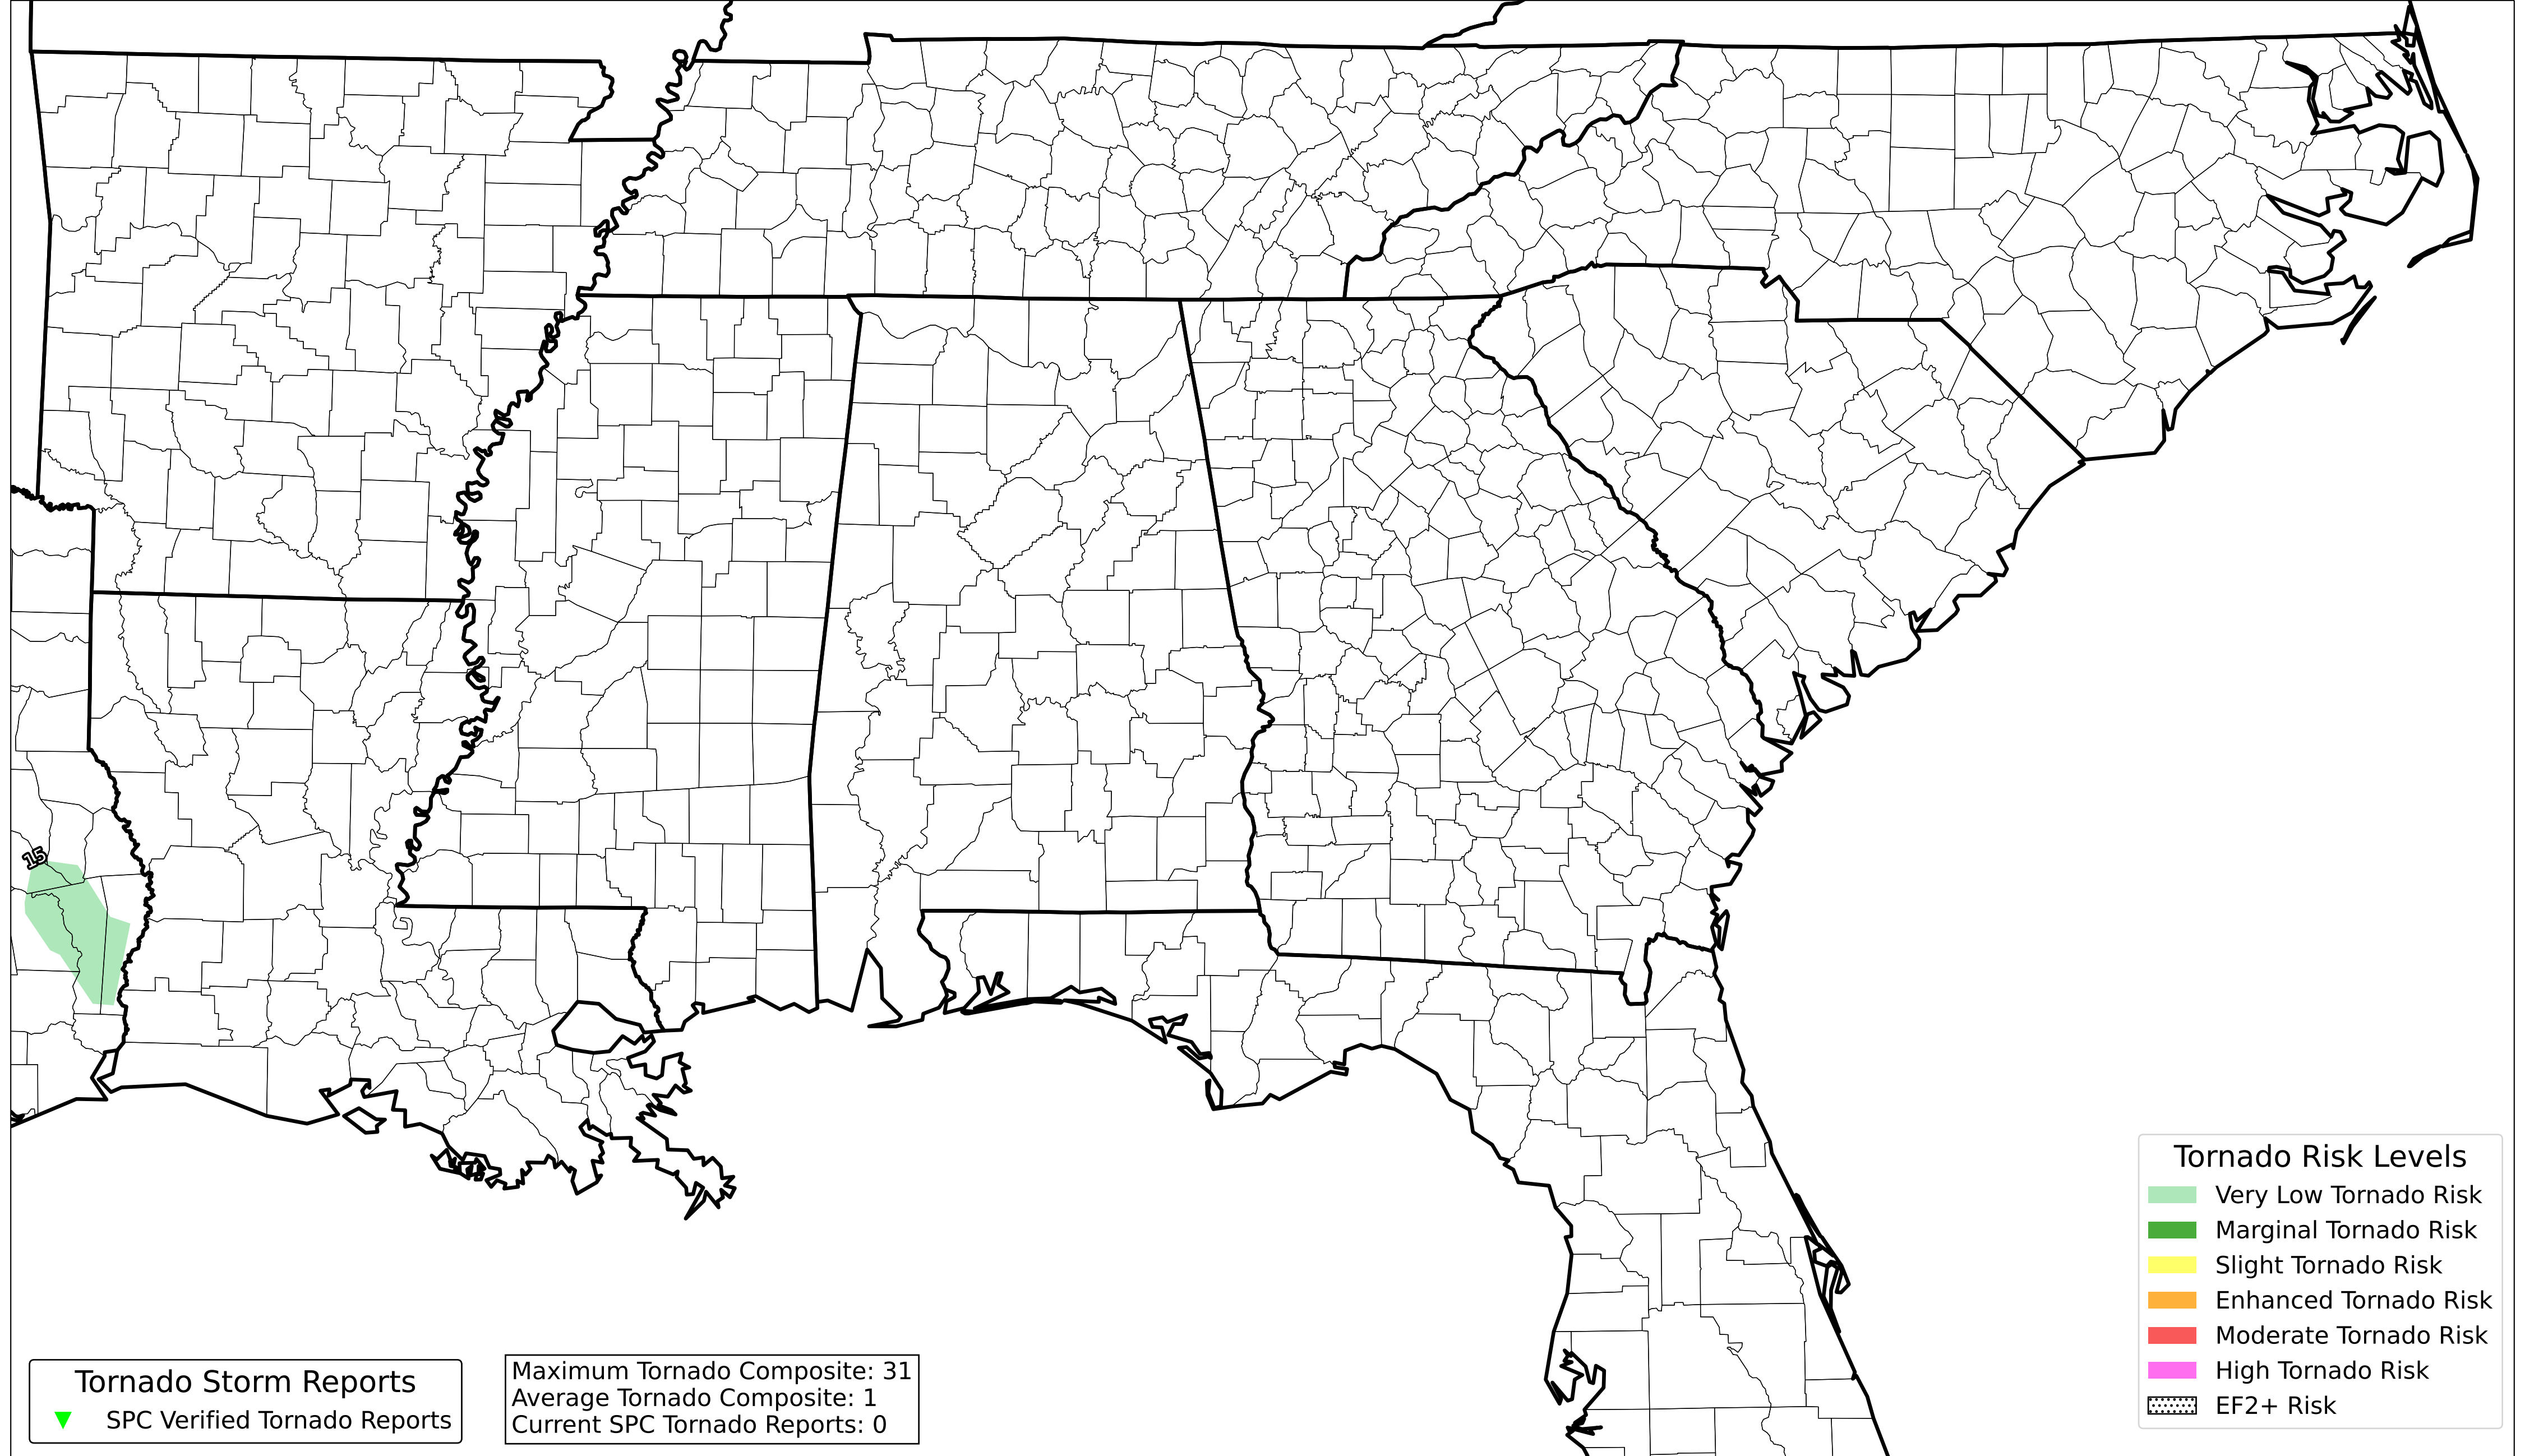 15
Tornado Risk Levels
Very Low Tornado Risk
Marginal Tornado Risk
Slight Tornado Risk
Enhanced Tornado Risk
Moderate Tornado Risk
High Tornado Risk
EF2+ Risk
Tornado Storm Reports
SPC Verified Tornado Reports
Maximum Tornado Composite: 31
Average Tornado Composite: 1
Current SPC Tornado Reports: 0